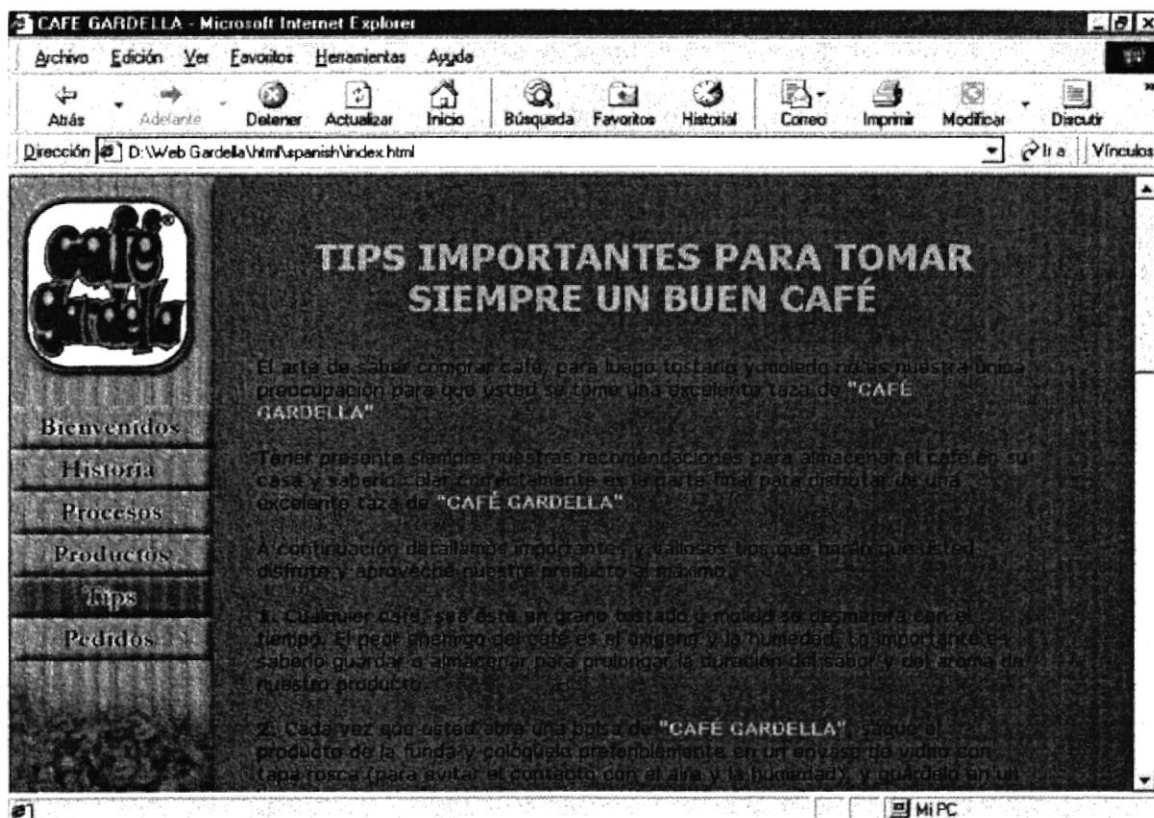 CAFE GARDELLA - Microsoft Internet Explorer
Archivo Edición Ver Favoritos Herramientas Ayuda
Atrás Adelante Detener Actualizar Inicio Búsqueda Favoritos Historial Correo Imprimir Modificar Discutir
Dirección D:\Web Gardella\html\spanish\index.html Ir a Vínculos
café
gardela
Bienvenidos
Historia
Procesos
Productos
Tips
Pedidos
TIPS IMPORTANTES PARA TOMAR
SIEMPRE UN BUEN CAFÉ
El arte de saber comprar café, para luego tostarlo y molerlo no es nuestra única
preocupación para que usted se tome una excelente taza de "CAFÉ
GARDELLA"
Tener presente siempre nuestras recomendaciones para almacenar el café en su
casa y saberlo colar correctamente es la parte final para disfrutar de una
excelente taza de "CAFÉ GARDELLA"
A continuación detallamos importantes y valiosos tips que harán que usted
disfrute y aproveche nuestro producto al máximo.
1. Cualquier café, sea éste en grano tostado o molido se desmejora con el
tiempo. El peor enemigo del café es el oxígeno y la humedad. Lo importante es
saberlo guardar o almacenar para prolongar la duración del sabor y del aroma de
nuestro producto.
2. Cada vez que usted abra una bolsa de "CAFÉ GARDELLA", saque el
producto de la funda y colóquelo preferiblemente en un envase de vidrio con
tapa rosca (para evitar el contacto con el aire y la humedad), y guárdelo en un
Mi PC